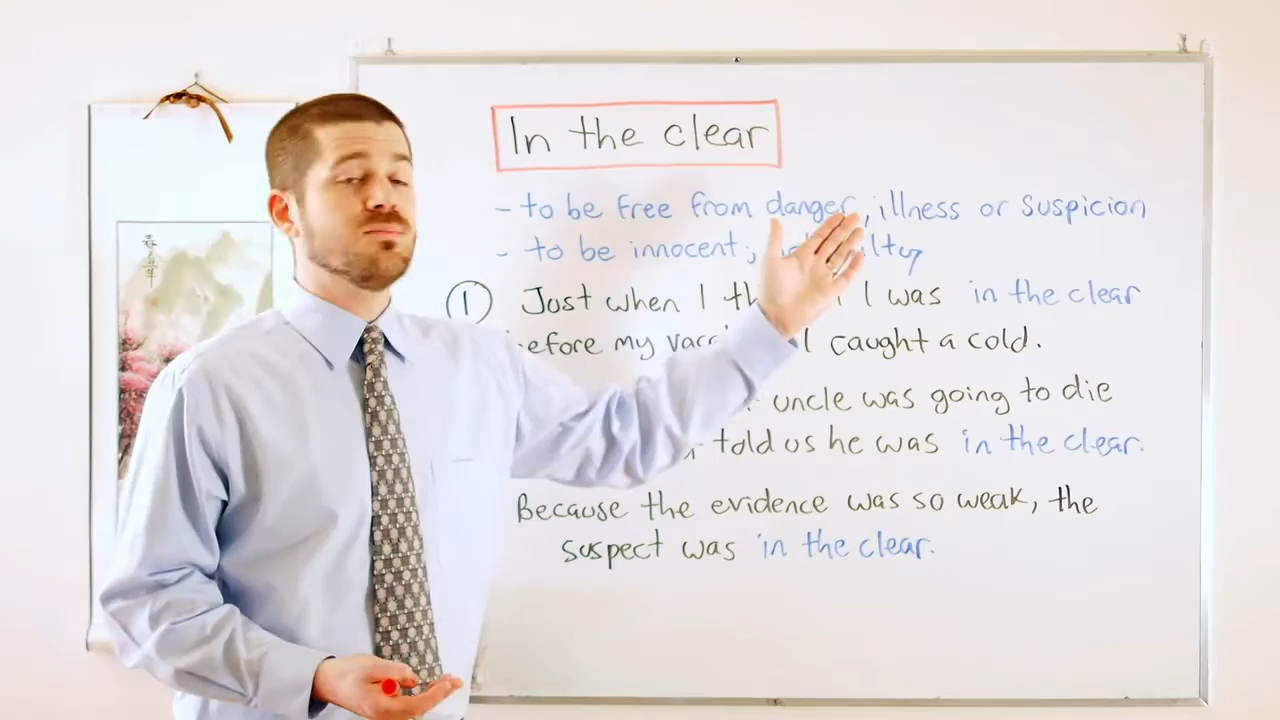 In the clear
- to be free from danger, illness or suspicion
- to be innocent;
① Just when I I was in the clear
my I caught a cold.
uncle was going to die
told us he was in the clear.
Because the evidence was so weak, the
suspect was in the clear.